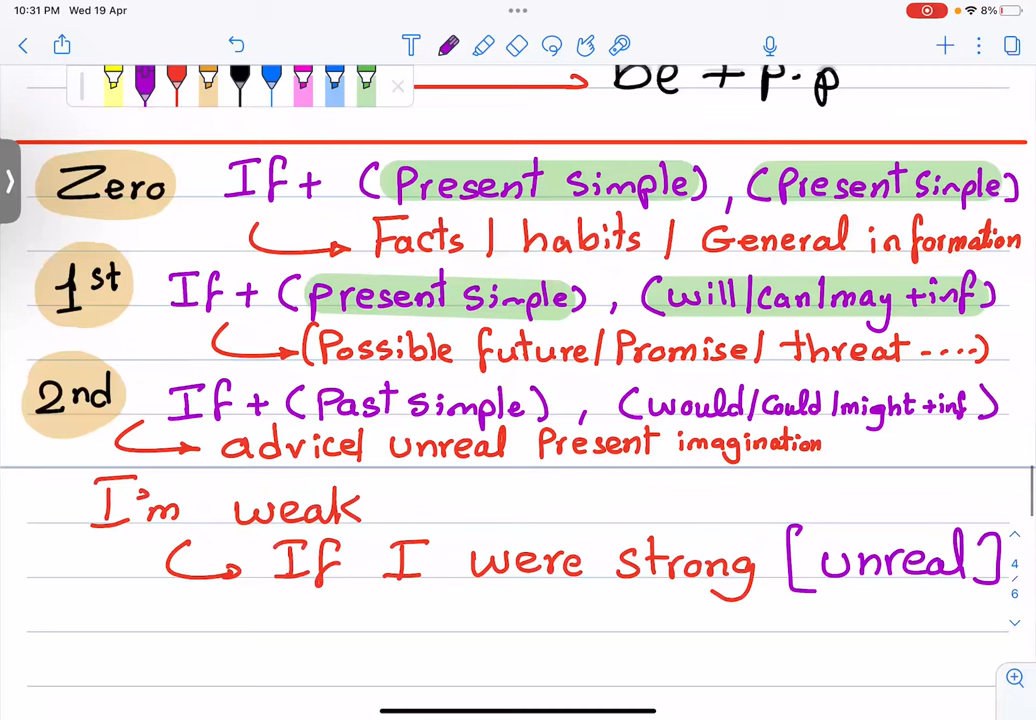 10:31 PM Wed 19 Apr
8%
T
be + p.p
Zero If + (Present simple), (Present simple)
Facts / habits / General information
1st If + (present simple), (will/can/may + inf)
(Possible future/Promise/ threat ----)
2nd If + (Past simple), (would/Could/might + inf)
advice/ unreal Present imagination
I'm weak
If I were strong [unreal]
4
/
6